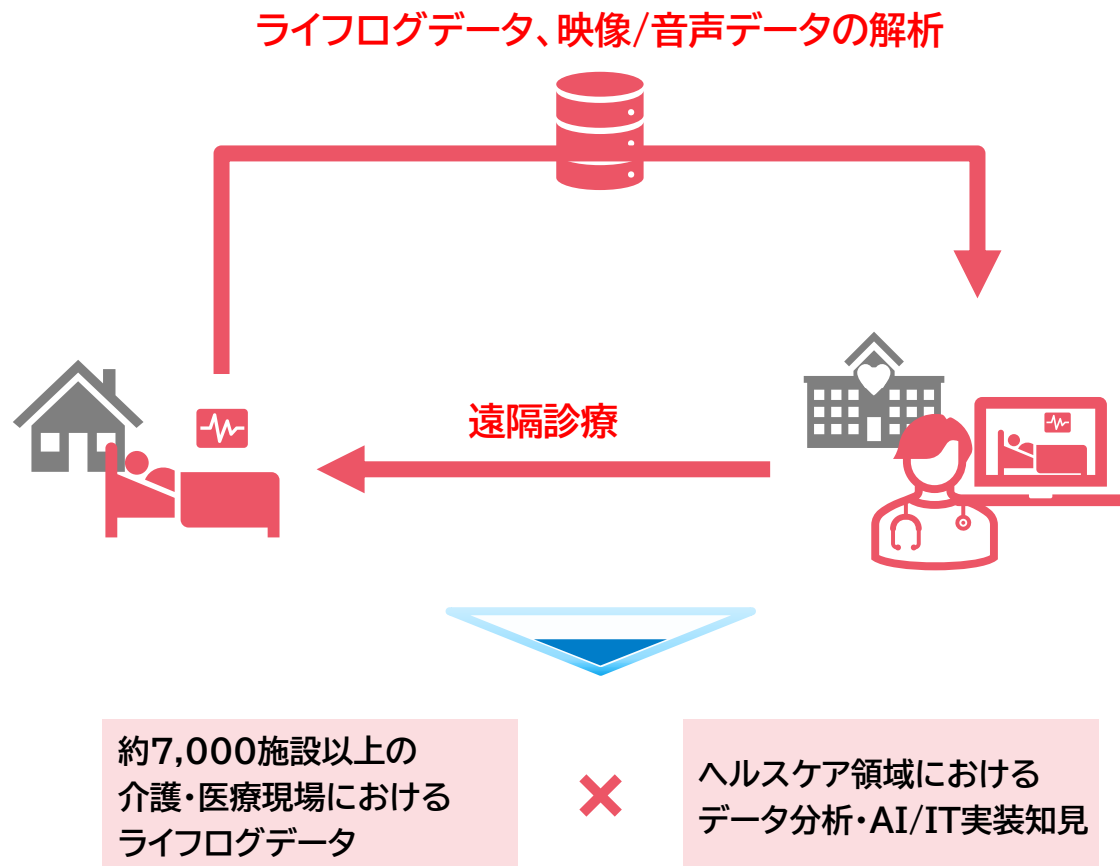 ライフログデータ、映像/音声データの解析
遠隔診療
約7,000施設以上の
介護・医療現場における
ライフログデータ
×
ヘルスケア領域における
データ分析・AI/IT実装知見